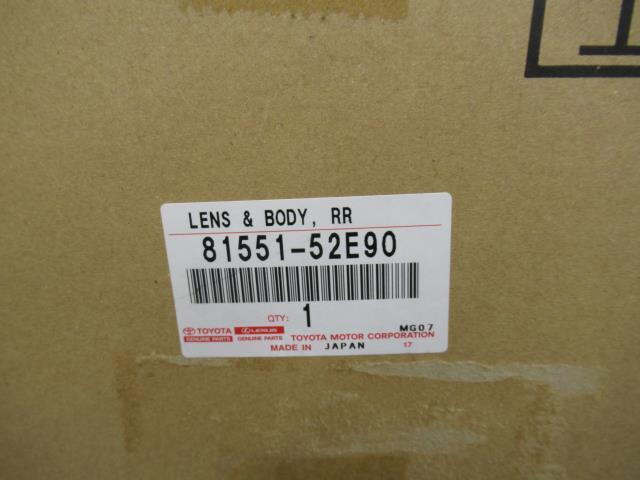 LENS & BODY, RR
81551-52E90
QTY: 1
MG07
TOYOTA LEXUS TOYOTA MOTOR CORPORATION
GENUINE PARTS GENUINE PARTS
MADE IN JAPAN 17